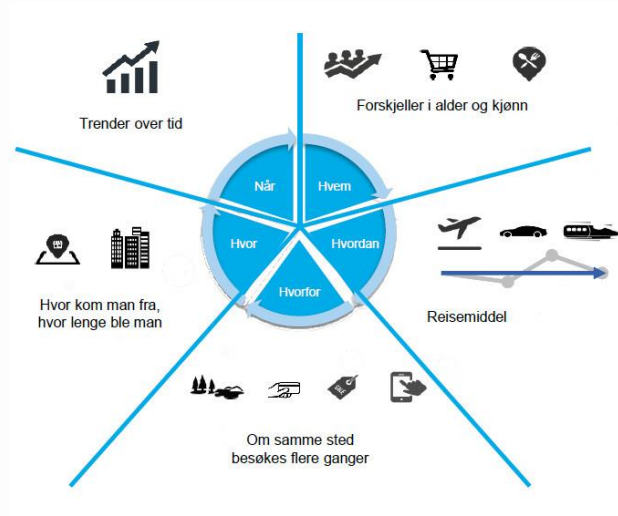 Trender over tid
Forskjeller i alder og kjønn
Når
Hvem
Hvor
Hvordan
Hvorfor
Hvor kom man fra,
hvor lenge ble man
Reisemiddel
SALE
Om samme sted
besøkes flere ganger